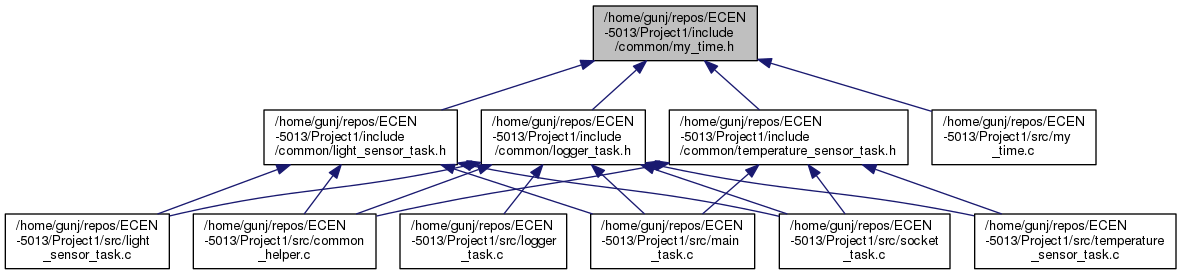 /home/gunj/repos/ECEN
-5013/Project1/include
/common/my_time.h
/home/gunj/repos/ECEN
-5013/Project1/include
/common/light_sensor_task.h
/home/gunj/repos/ECEN
-5013/Project1/include
/common/logger_task.h
/home/gunj/repos/ECEN
-5013/Project1/include
/common/temperature_sensor_task.h
/home/gunj/repos/ECEN
-5013/Project1/src/my
_time.c
/home/gunj/repos/ECEN
-5013/Project1/src/light
_sensor_task.c
/home/gunj/repos/ECEN
-5013/Project1/src/common
_helper.c
/home/gunj/repos/ECEN
-5013/Project1/src/logger
_task.c
/home/gunj/repos/ECEN
-5013/Project1/src/main
_task.c
/home/gunj/repos/ECEN
-5013/Project1/src/socket
_task.c
/home/gunj/repos/ECEN
-5013/Project1/src/temperature
_sensor_task.c